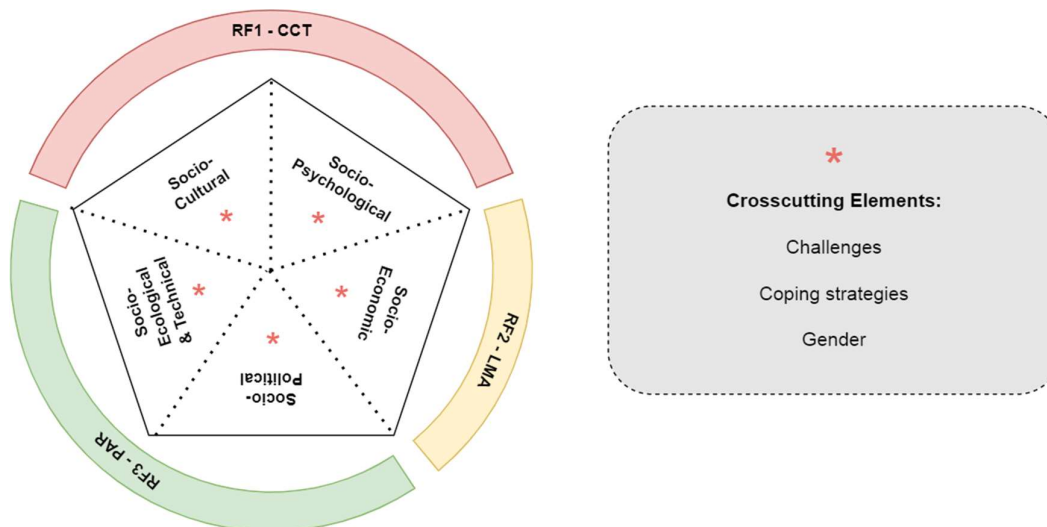 RF1 - CCT
Socio-
Cultural
*
Socio-
Psychological
*
Socio-
Ecological
& Technical
*
Socio-
Economic
*
*
Socio-
Political
RF2 - LMA
RF3 - PAR
*
Crosscutting Elements:
Challenges
Coping strategies
Gender